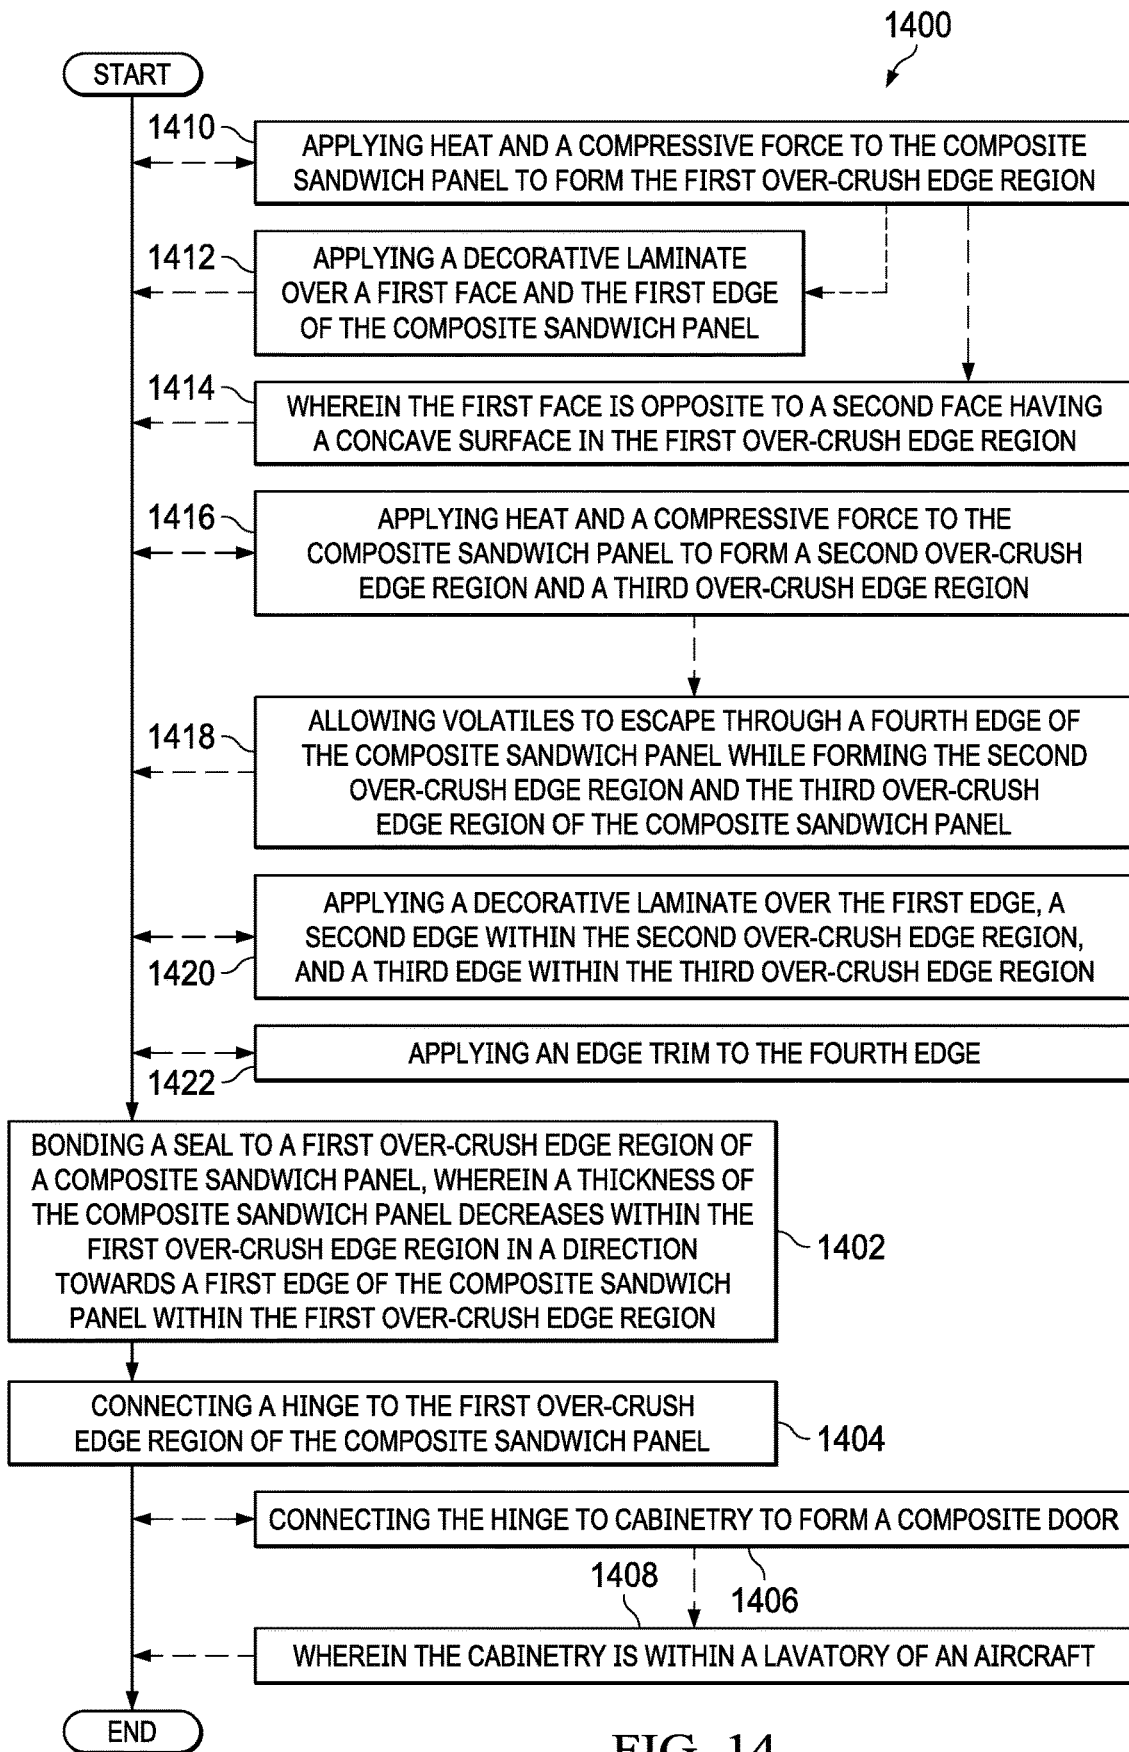 1400
START
1410
APPLYING HEAT AND A COMPRESSIVE FORCE TO THE COMPOSITE
SANDWICH PANEL TO FORM THE FIRST OVER-CRUSH EDGE REGION
1412
APPLYING A DECORATIVE LAMINATE
OVER A FIRST FACE AND THE FIRST EDGE
OF THE COMPOSITE SANDWICH PANEL
1414
WHEREIN THE FIRST FACE IS OPPOSITE TO A SECOND FACE HAVING
A CONCAVE SURFACE IN THE FIRST OVER-CRUSH EDGE REGION
1416
APPLYING HEAT AND A COMPRESSIVE FORCE TO THE
COMPOSITE SANDWICH PANEL TO FORM A SECOND OVER-CRUSH
EDGE REGION AND A THIRD OVER-CRUSH EDGE REGION
1418
ALLOWING VOLATILES TO ESCAPE THROUGH A FOURTH EDGE OF
THE COMPOSITE SANDWICH PANEL WHILE FORMING THE SECOND
OVER-CRUSH EDGE REGION AND THE THIRD OVER-CRUSH
EDGE REGION OF THE COMPOSITE SANDWICH PANEL
1420
APPLYING A DECORATIVE LAMINATE OVER THE FIRST EDGE, A
SECOND EDGE WITHIN THE SECOND OVER-CRUSH EDGE REGION,
AND A THIRD EDGE WITHIN THE THIRD OVER-CRUSH EDGE REGION
1422
APPLYING AN EDGE TRIM TO THE FOURTH EDGE
BONDING A SEAL TO A FIRST OVER-CRUSH EDGE REGION OF
A COMPOSITE SANDWICH PANEL, WHEREIN A THICKNESS OF
THE COMPOSITE SANDWICH PANEL DECREASES WITHIN THE
FIRST OVER-CRUSH EDGE REGION IN A DIRECTION
TOWARDS A FIRST EDGE OF THE COMPOSITE SANDWICH
PANEL WITHIN THE FIRST OVER-CRUSH EDGE REGION
1402
CONNECTING A HINGE TO THE FIRST OVER-CRUSH
EDGE REGION OF THE COMPOSITE SANDWICH PANEL
1404
CONNECTING THE HINGE TO CABINETRY TO FORM A COMPOSITE DOOR
1406
1408
WHEREIN THE CABINETRY IS WITHIN A LAVATORY OF AN AIRCRAFT
END
FIG. 14